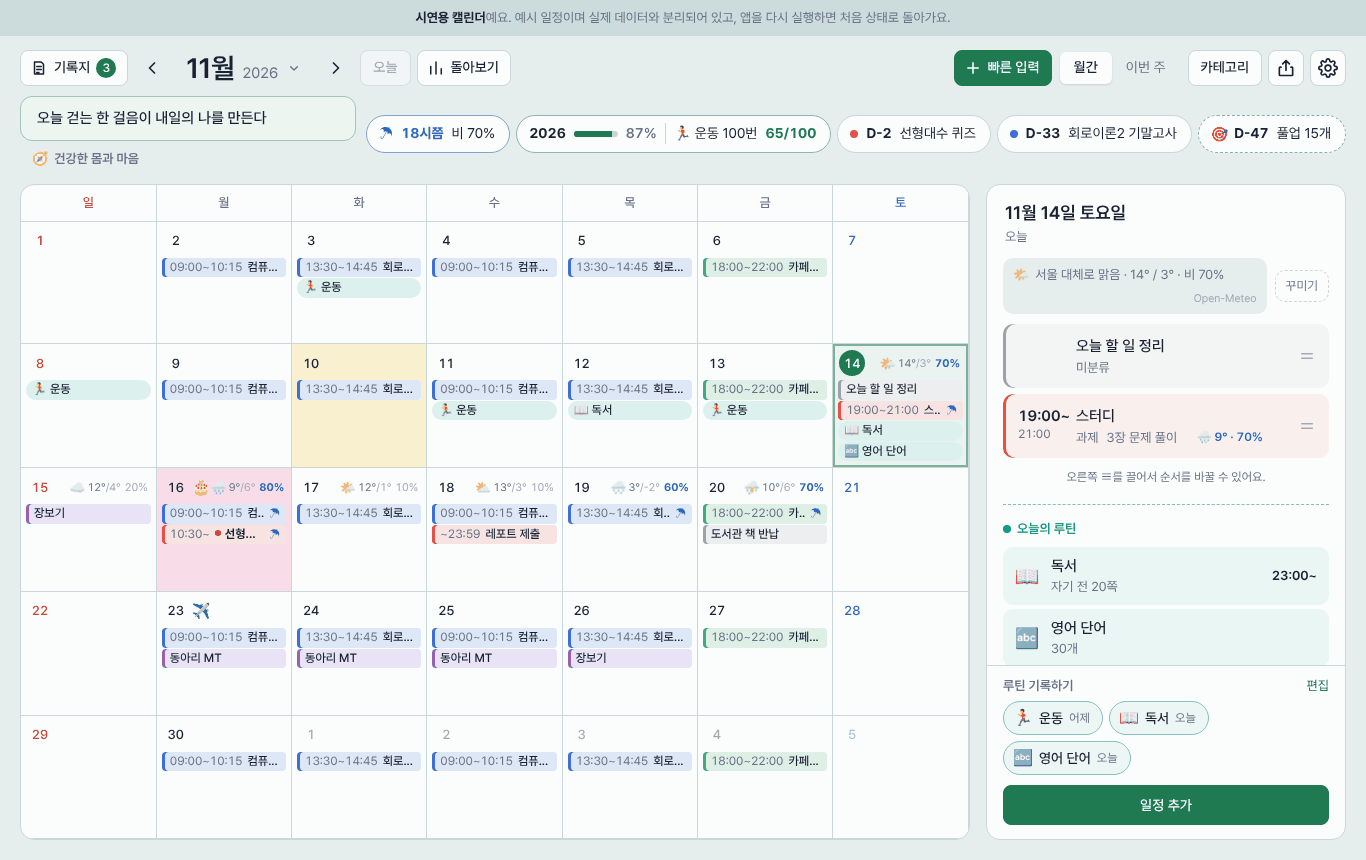 시연용 캘린더예요. 예시 일정이며 실제 데이터와 분리되어 있고, 앱을 다시 실행하면 처음 상태로 돌아가요.
기록지 3
11월 2026
오늘
돌아보기
+ 빠른 입력
월간
이번 주
카테고리
오늘 걷는 한 걸음이 내일의 나를 만든다
건강한 몸과 마음
18시쯤 비 70%
2026 87% 운동 100번 65/100
D-2 선형대수 퀴즈
D-33 회로이론2 기말고사
D-47 풀업 15개
일 월 화 수 목 금 토
1 2 3 4 5 6 7
09:00~10:15 컴퓨... 13:30~14:45 회로... 09:00~10:15 컴퓨... 13:30~14:45 회로... 18:00~22:00 카페...
운동
8 9 10 11 12 13 14 14°/3° 70%
운동 09:00~10:15 컴퓨... 13:30~14:45 회로... 09:00~10:15 컴퓨... 13:30~14:45 회로... 18:00~22:00 카페... 오늘 할 일 정리
운동 독서 운동 19:00~21:00 스..
독서
영어 단어
15 12°/4° 20% 16 9°/6° 80% 17 12°/1° 10% 18 13°/3° 10% 19 3°/-2° 60% 20 10°/6° 70% 21
장보기 09:00~10:15 컴.. 13:30~14:45 회로... 09:00~10:15 컴퓨... 13:30~14:45 회.. 18:00~22:00 카..
10:30~ 선형... ~23:59 레포트 제출 도서관 책 반납
22 23 24 25 26 27 28
09:00~10:15 컴퓨... 13:30~14:45 회로... 09:00~10:15 컴퓨... 13:30~14:45 회로... 18:00~22:00 카페...
동아리 MT 동아리 MT 동아리 MT 장보기
29 30 1 2 3 4 5
09:00~10:15 컴퓨... 13:30~14:45 회로... 09:00~10:15 컴퓨... 13:30~14:45 회로... 18:00~22:00 카페...
11월 14일 토요일
오늘
서울 대체로 맑음 · 14° / 3° · 비 70%
Open-Meteo
꾸미기
오늘 할 일 정리
미분류
19:00~ 스터디
21:00 과제 3장 문제 풀이 9° · 70%
오른쪽 ≡를 끌어서 순서를 바꿀 수 있어요.
오늘의 루틴
독서
자기 전 20쪽
23:00~
abc 영어 단어
30개
루틴 기록하기 편집
운동 어제
독서 오늘
abc 영어 단어 오늘
일정 추가